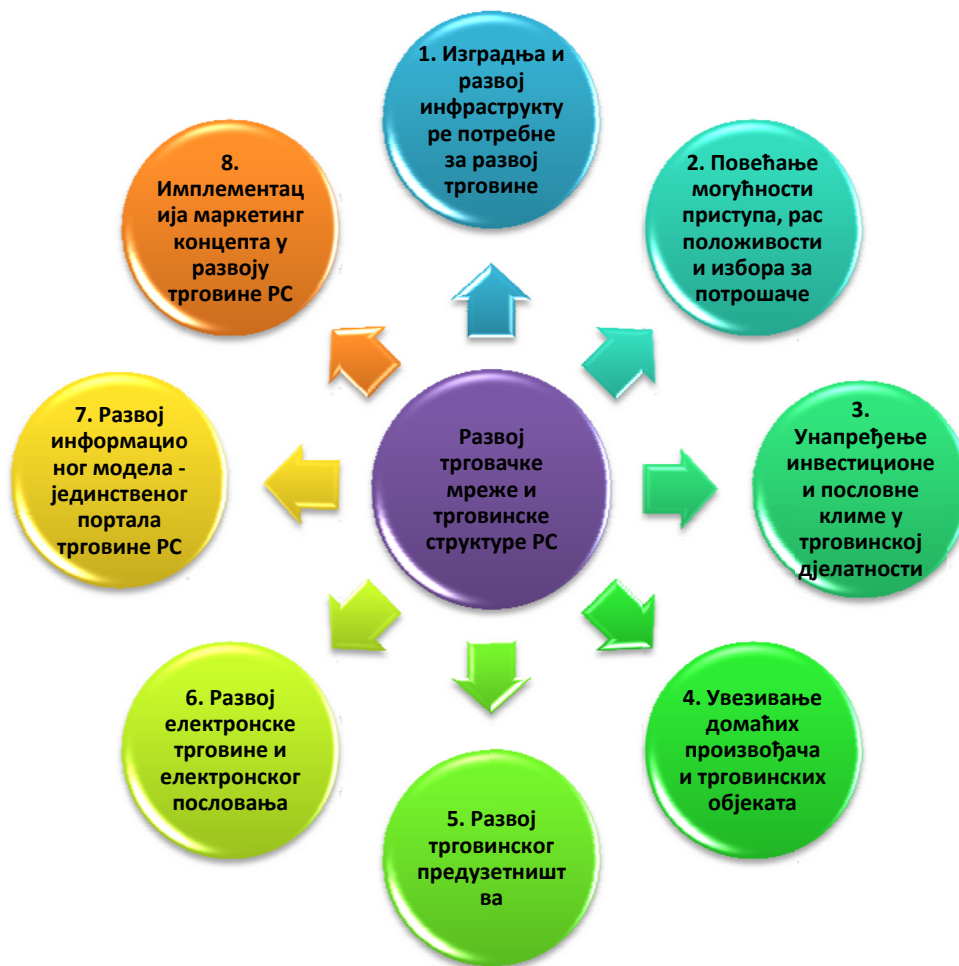 1. Изградња и
развој
инфраструкту
ре потребне
за развој
трговине
2. Повећање
могућности
приступа, рас
положивости
и избора за
потрошаче
3.
Унапређење
инвестиционе
и пословне
климе у
трговинској
дјелатности
4. Увезивање
домаћих
произвођача
и трговинских
објеката
5. Развој
трговинског
предузетништ
ва
6. Развој
електронске
трговине и
електронског
пословања
7. Развој
информацио
ног модела -
јединственог
портала
трговине РС
8.
Имплементац
ија маркетинг
концепта у
развоју
трговине РС
Развој
трговачке
мреже и
трговинске
структуре РС